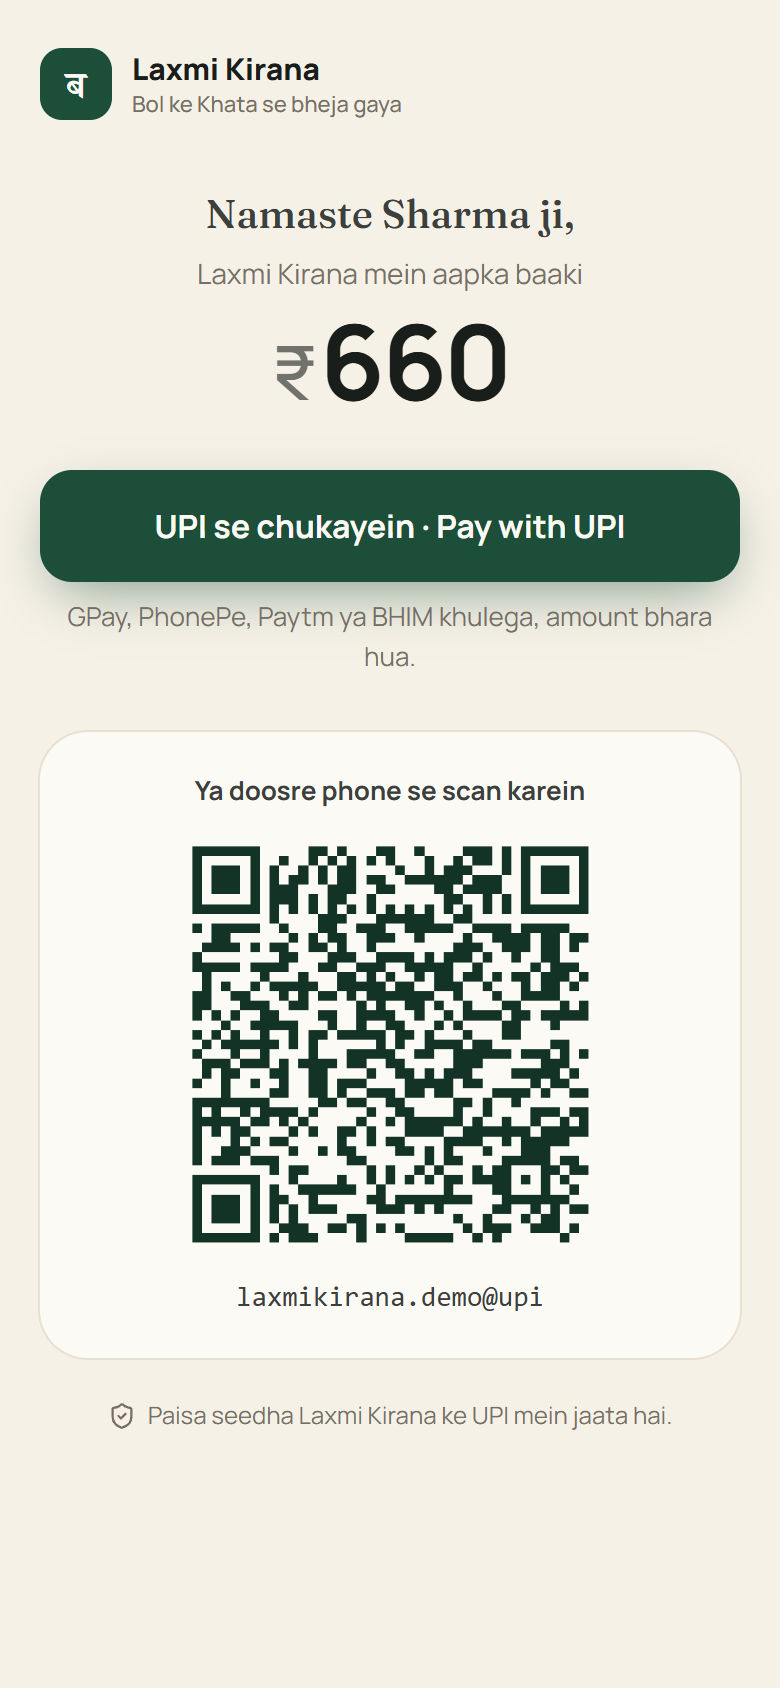 ब
Laxmi Kirana
Bol ke Khata se bheja gaya
Namaste Sharma ji,
Laxmi Kirana mein aapka baaki
₹660
UPI se chukayein · Pay with UPI
GPay, PhonePe, Paytm ya BHIM khulega, amount bhara
hua.
Ya doosre phone se scan karein
laxmikirana.demo@upi
Paisa seedha Laxmi Kirana ke UPI mein jaata hai.